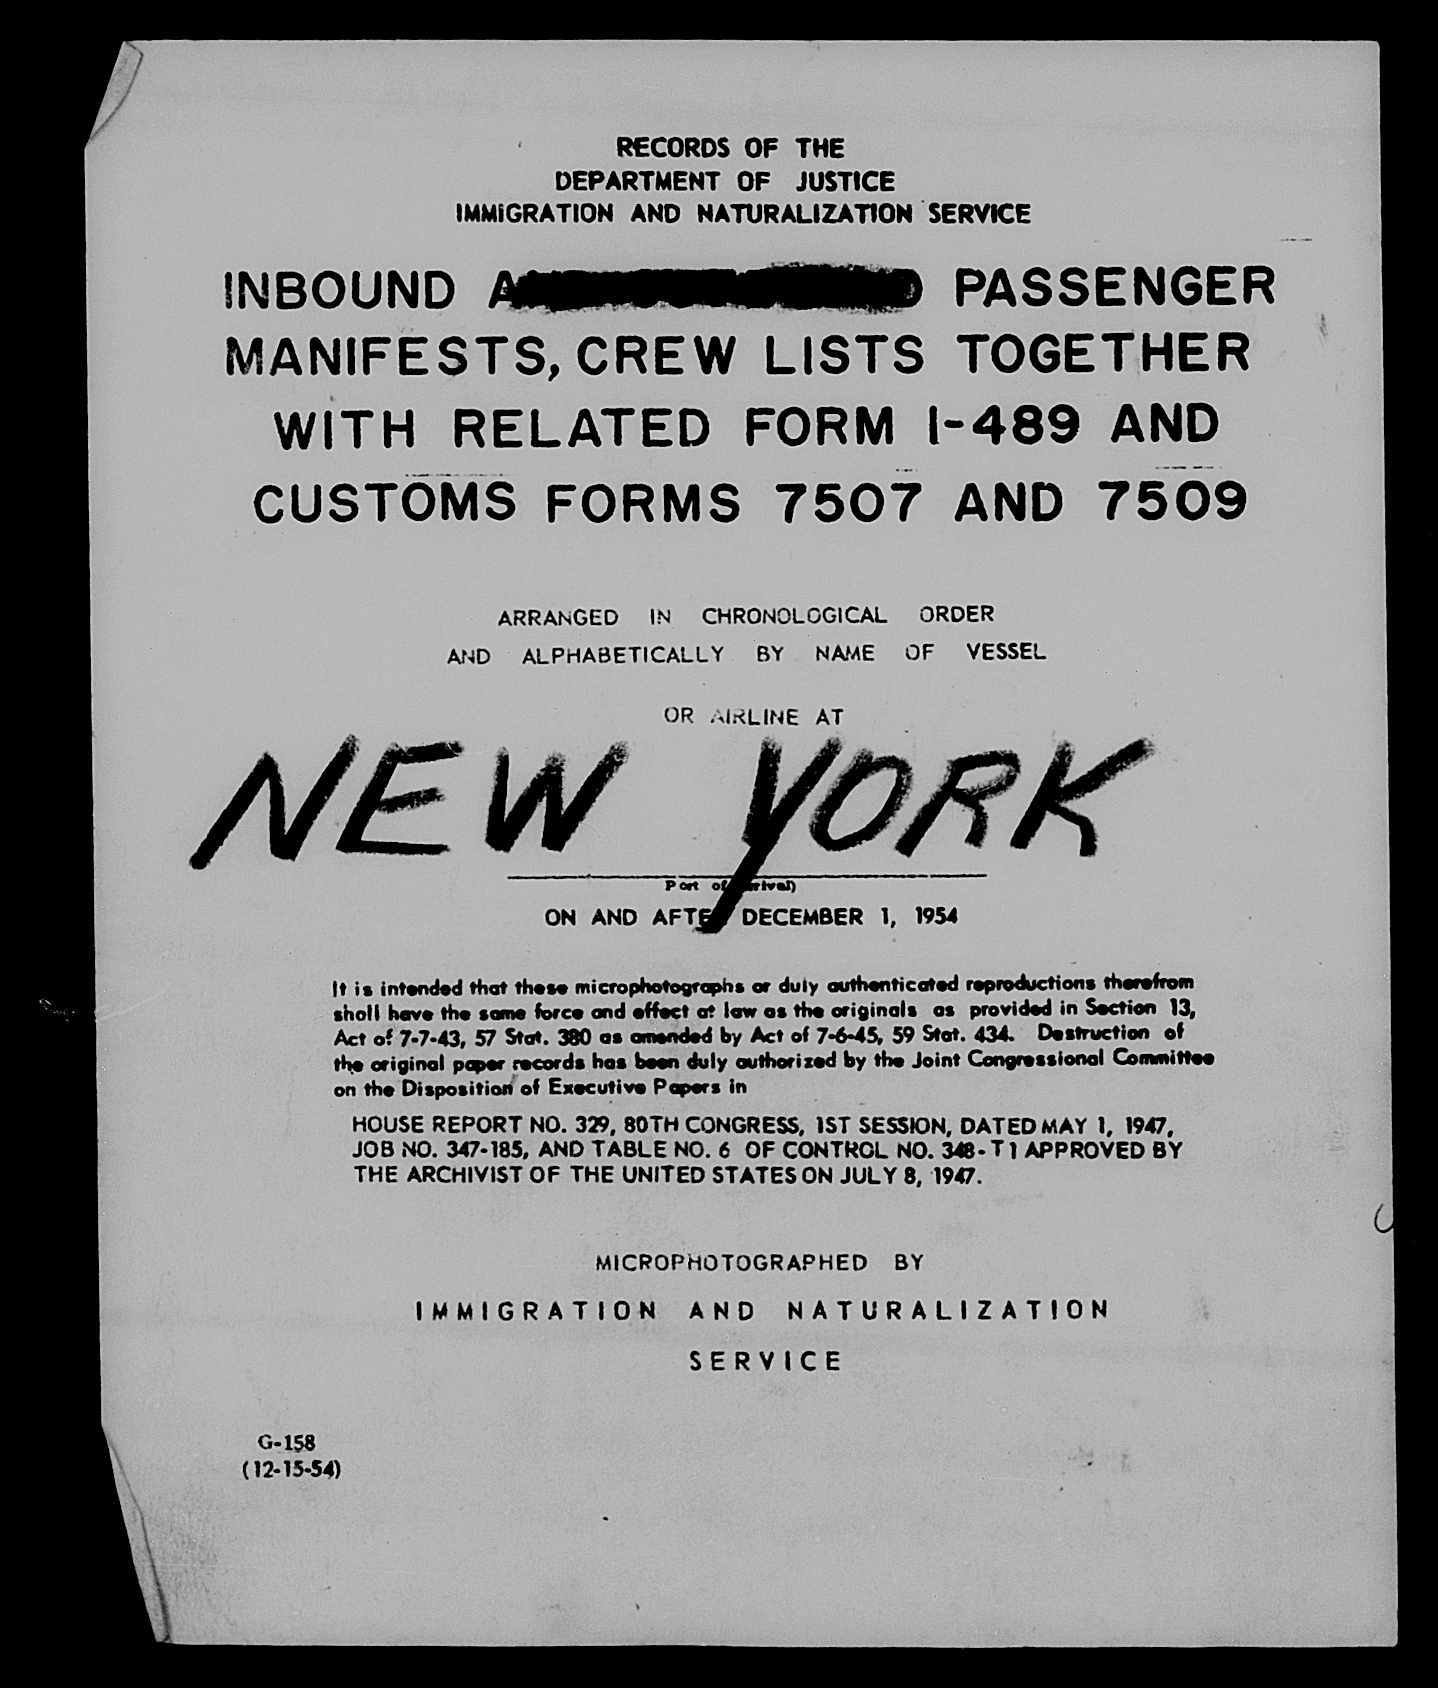 RECORDS OF THE
DEPARTMENT OF JUSTICE
IMMIGRATION AND NATURALIZATION SERVICE
INBOUND PASSENGER
MANIFESTS, CREW LISTS TOGETHER
WITH RELATED FORM I-489 AND
CUSTOMS FORMS 7507 AND 7509
ARRANGED IN CHRONOLOGICAL ORDER
AND ALPHABETICALLY BY NAME OF VESSEL
OR AIRLINE AT
NEW YORK
Port of
ON AND AFTER DECEMBER 1, 1954
It is intended that these microphotographs or duly authenticated reproductions therefrom
shall have the same force and effect at law as the originals as provided in Section 13,
Act of 7-7-43, 57 Stat. 380 as amended by Act of 7-6-45, 59 Stat. 434. Destruction of
the original paper records has been duly authorized by the Joint Congressional Committee
on the Disposition of Executive Papers in
HOUSE REPORT NO. 329, 80TH CONGRESS, 1ST SESSION, DATED MAY 1, 1947,
JOB NO. 347-185, AND TABLE NO. 6 OF CONTROL NO. 348-T1 APPROVED BY
THE ARCHIVIST OF THE UNITED STATES ON JULY 8, 1947.
MICROPHOTOGRAPHED BY
IMMIGRATION AND NATURALIZATION
SERVICE
G-158
(12-15-54)